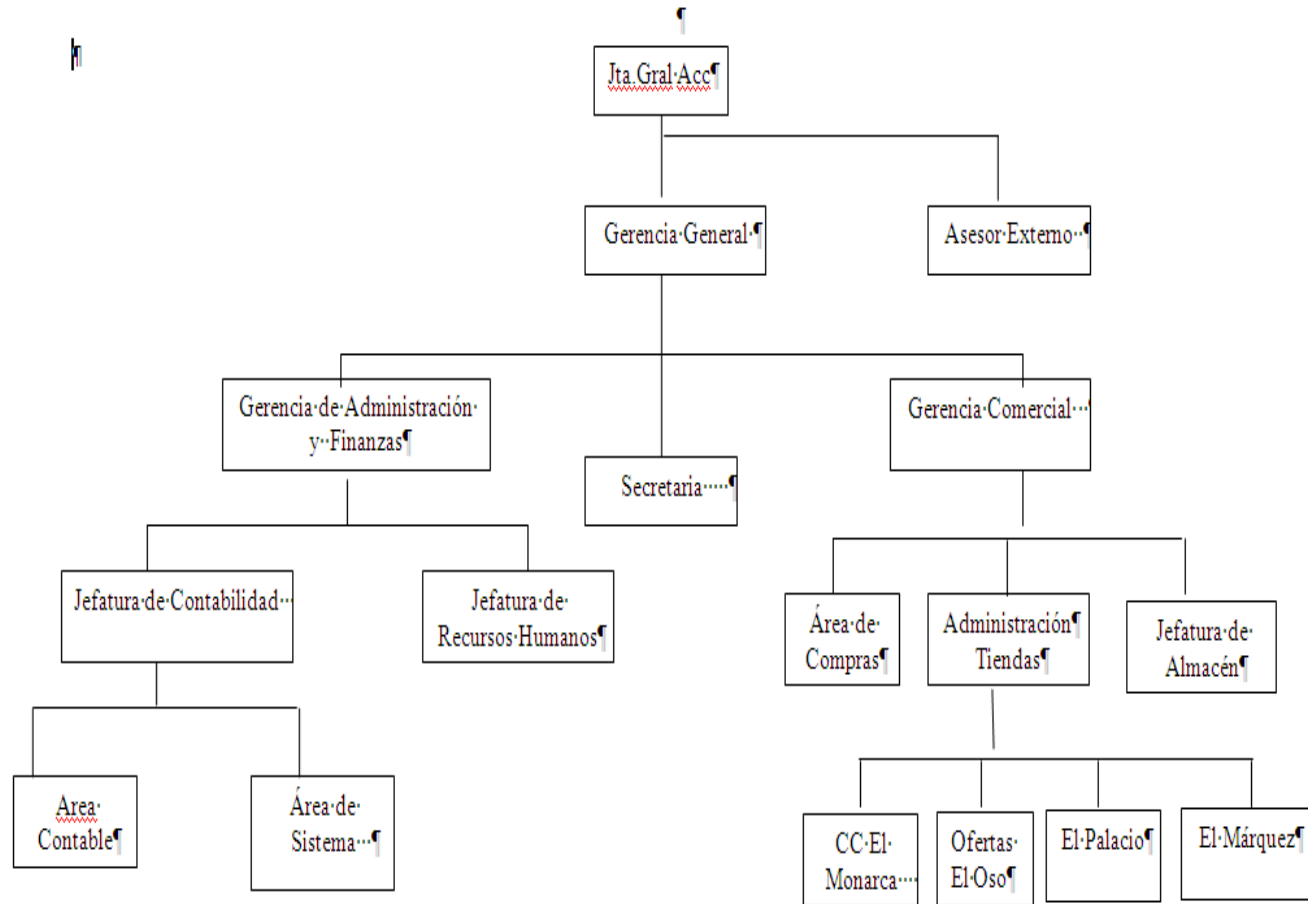 Jta.Gral Acc
Gerencia General
Asesor Externo
Gerencia de Administración
y Finanzas
Gerencia Comercial
Secretaria
Jefatura de Contabilidad
Jefatura de
Recursos Humanos
Área de
Compras
Administración
Tiendas
Jefatura de
Almacén
Area
Contable
Área de
Sistema
CC El
Monarca
Ofertas
El Oso
El Palacio
El Márquez